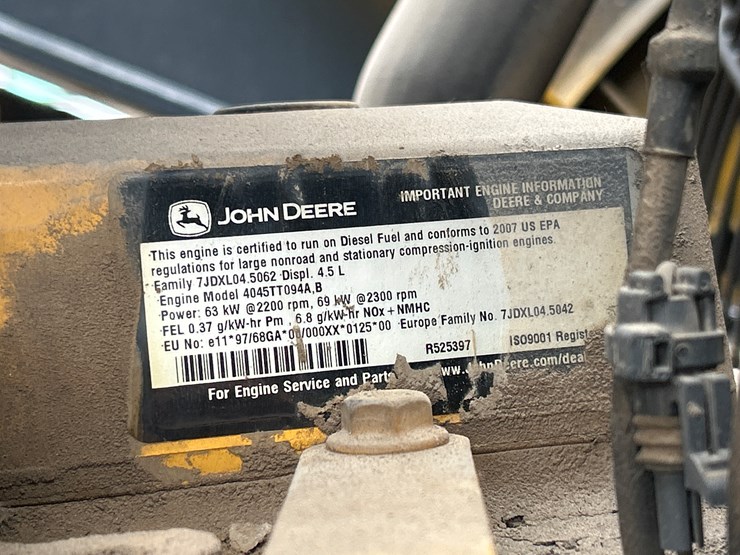 JOHN DEERE
IMPORTANT ENGINE INFORMATION
DEERE & COMPANY
This engine is certified to run on Diesel Fuel and conforms to 2007 US EPA
regulations for large nonroad and stationary compression-ignition engines.
Family 7JDXL04.5062 Displ. 4.5 L
Engine Model 4045TT094A,B
Power: 63 kW @2200 rpm, 69 kW @2300 rpm
FEL 0.37 g/kW-hr Pm 6.8 g/kW-hr NOx + NMHC
EU No: e11*97/68GA* /000XX*0125*00 Europe Family No. 7JDXL04.5042
R525397 ISO9001
For Engine Service and